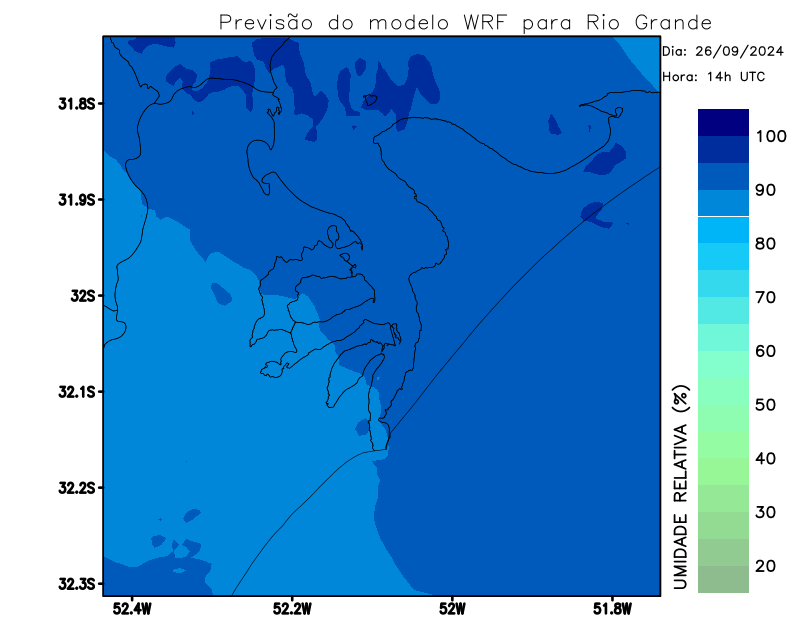 Previsão do modelo WRF para Rio Grande
Dia: 26/09/2024
Hora: 14h UTC
31.8S
31.9S
32S
32.1S
32.2S
32.3S
52.4W
52.2W
52W
51.8W
UMIDADE RELATIVA (%)
100
90
80
70
60
50
40
30
20